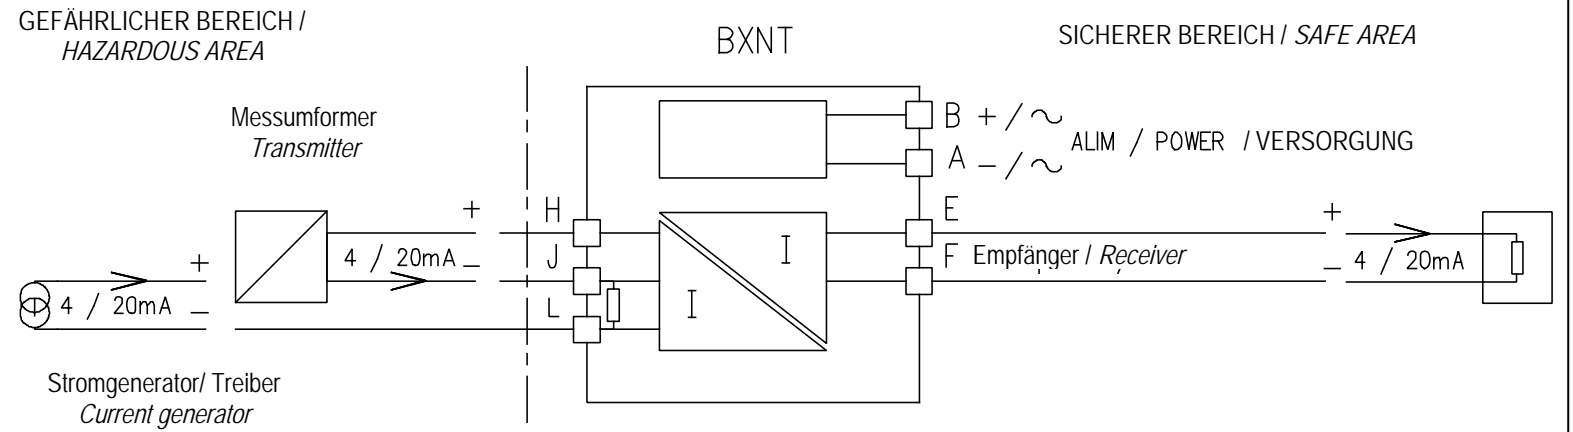 GEFÄHRLICHER BEREICH /
HAZARDOUS AREA
BXNT
SICHERER BEREICH / SAFE AREA
Messumformer
Transmitter
B + / ~
A – / ~
ALIM / POWER / VERSORGUNG
+ H
E +
4 / 20mA – J
F Empfänger / Receiver
– 4 / 20mA
+
4 / 20mA –
L
I
I
Stromgenerator/ Treiber
Current generator